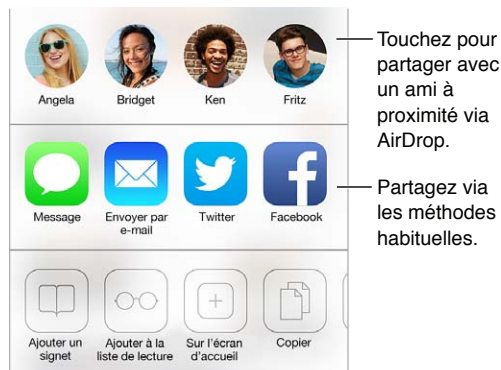 Angela Bridget Ken Fritz
Touchez pour
partager avec
un ami à
proximité via
AirDrop.
Message Envoyer par
e-mail Twitter Facebook
Partagez via
les méthodes
habituelles.
Ajouter un
signet Ajouter à la
liste de lecture Sur l'écran
d'accueil Copier